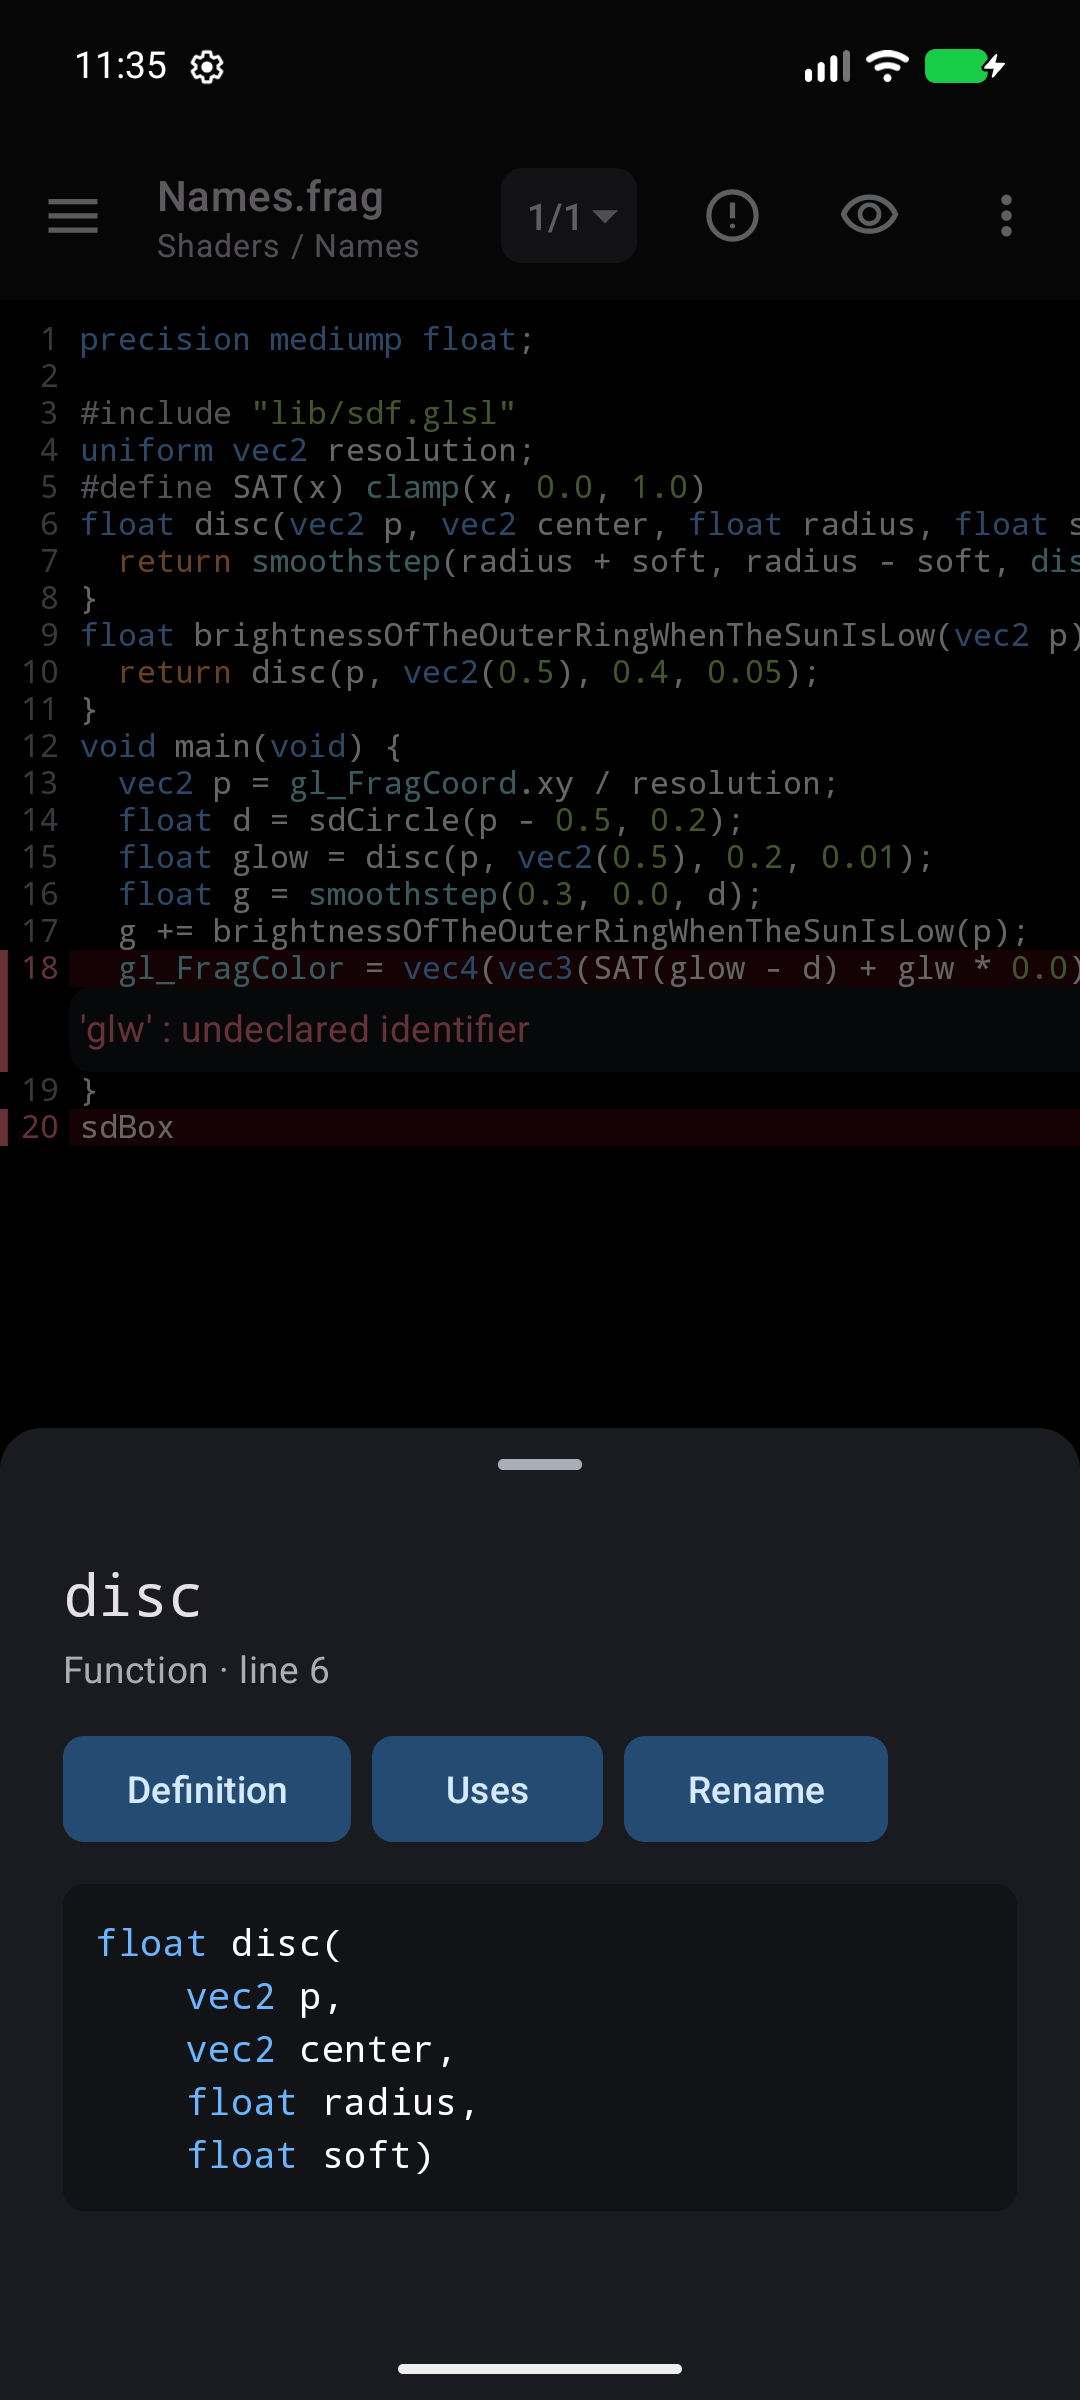 11:35
Names.frag
Shaders / Names
1/1
1 precision mediump float;
2
3 #include "lib/sdf.glsl"
4 uniform vec2 resolution;
5 #define SAT(x) clamp(x, 0.0, 1.0)
6 float disc(vec2 p, vec2 center, float radius, float s
7   return smoothstep(radius + soft, radius - soft, dis
8 }
9 float brightnessOfTheOuterRingWhenTheSunIsLow(vec2 p)
10   return disc(p, vec2(0.5), 0.4, 0.05);
11 }
12 void main(void) {
13   vec2 p = gl_FragCoord.xy / resolution;
14   float d = sdCircle(p - 0.5, 0.2);
15   float glow = disc(p, vec2(0.5), 0.2, 0.01);
16   float g = smoothstep(0.3, 0.0, d);
17   g += brightnessOfTheOuterRingWhenTheSunIsLow(p);
18   gl_FragColor = vec4(vec3(SAT(glow - d) + glw * 0.0)
'glw' : undeclared identifier
19 }
20 sdBox
disc
Function · line 6
Definition Uses Rename
float disc(
    vec2 p,
    vec2 center,
    float radius,
    float soft)